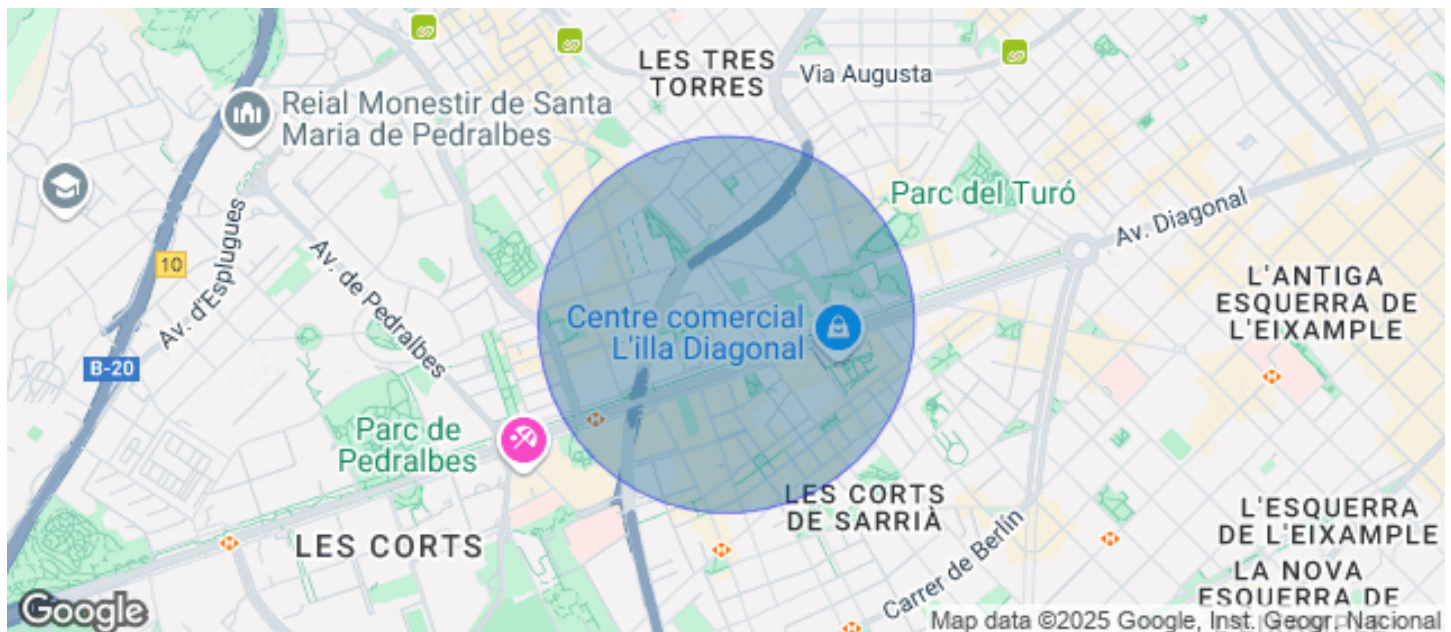 LES TRES
TORRES
Via Augusta
Reial Monestir de Santa
Maria de Pedralbes
Parc del Turó
Av. Diagonal
Av. d'Esplugues
10
Av. de Pedralbes
L'ANTIGA
ESQUERRA DE
L'EIXAMPLE
Centre comercial
L'illa Diagonal
B-20
Parc de
Pedralbes
LES CORTS
DE SARRIÀ
LES CORTS
Carrer de Berlín
L'ESQUERRA
DE L'EIXAMPLE
LA NOVA
ESQUERRA DE
Google
Map data ©2025 Google, Inst. Geogr. Nacional